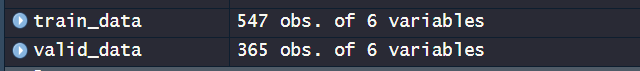 train_data 547 obs. of 6 variables
valid_data 365 obs. of 6 variables